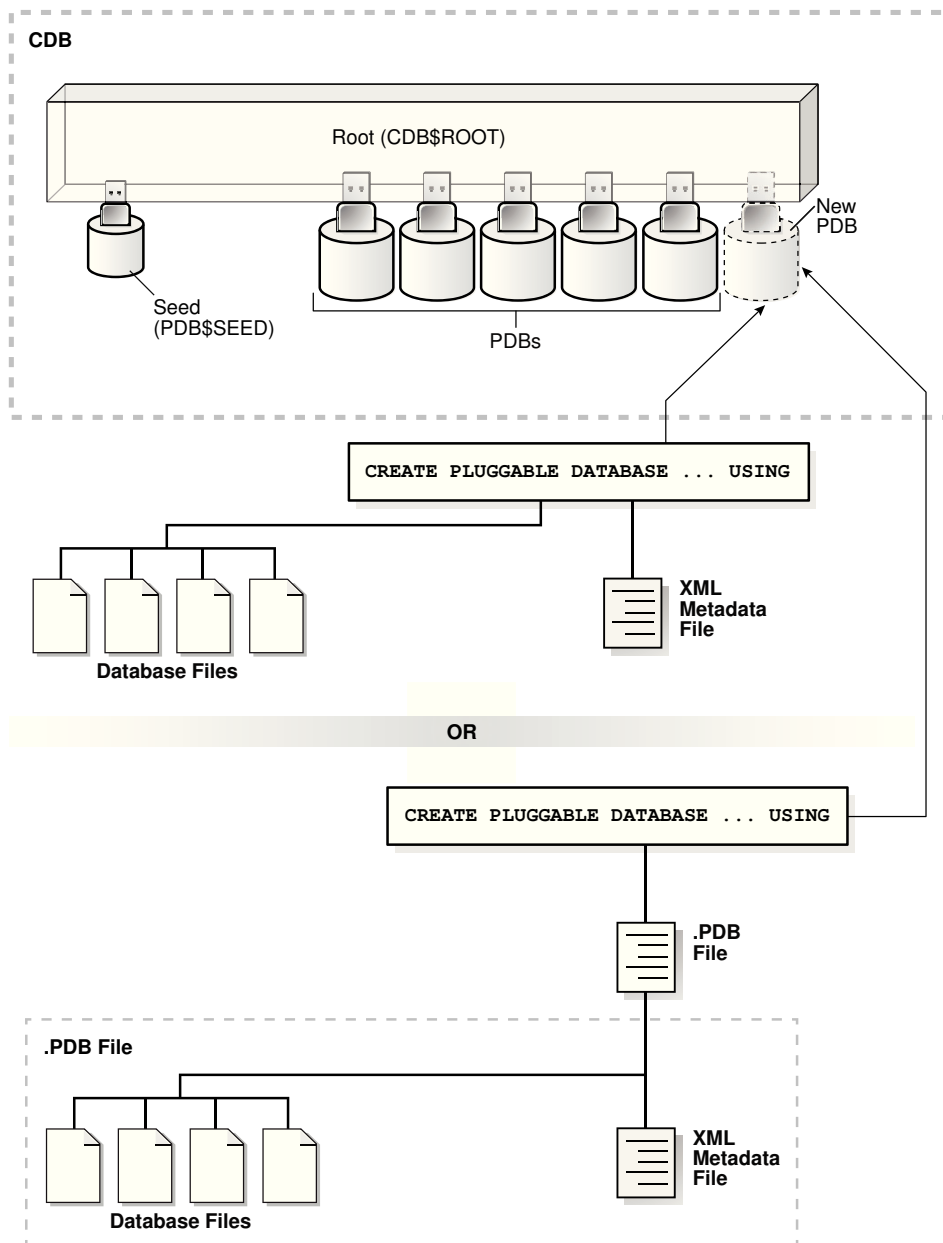 CDB
Root (CDB$ROOT)
New
PDB
Seed
(PDB$SEED)
PDBs
CREATE PLUGGABLE DATABASE ... USING
XML
Metadata
File
Database Files
OR
CREATE PLUGGABLE DATABASE ... USING
.PDB
File
.PDB File
XML
Metadata
File
Database Files